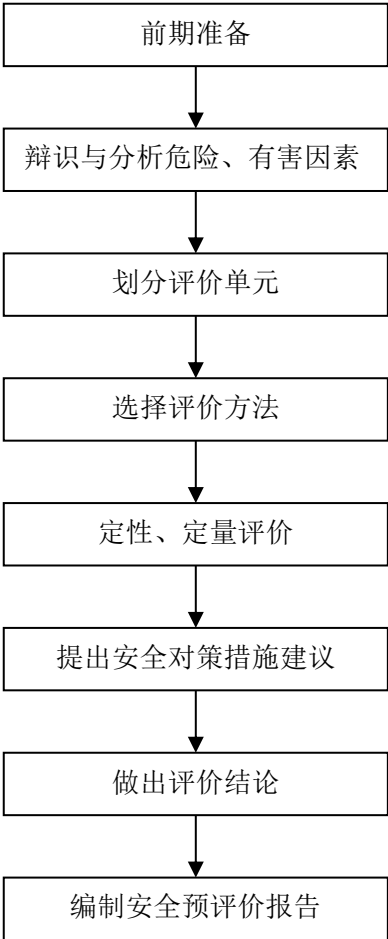 前期准备
辩识与分析危险、有害因素
划分评价单元
选择评价方法
定性、定量评价
提出安全对策措施建议
做出评价结论
编制安全预评价报告